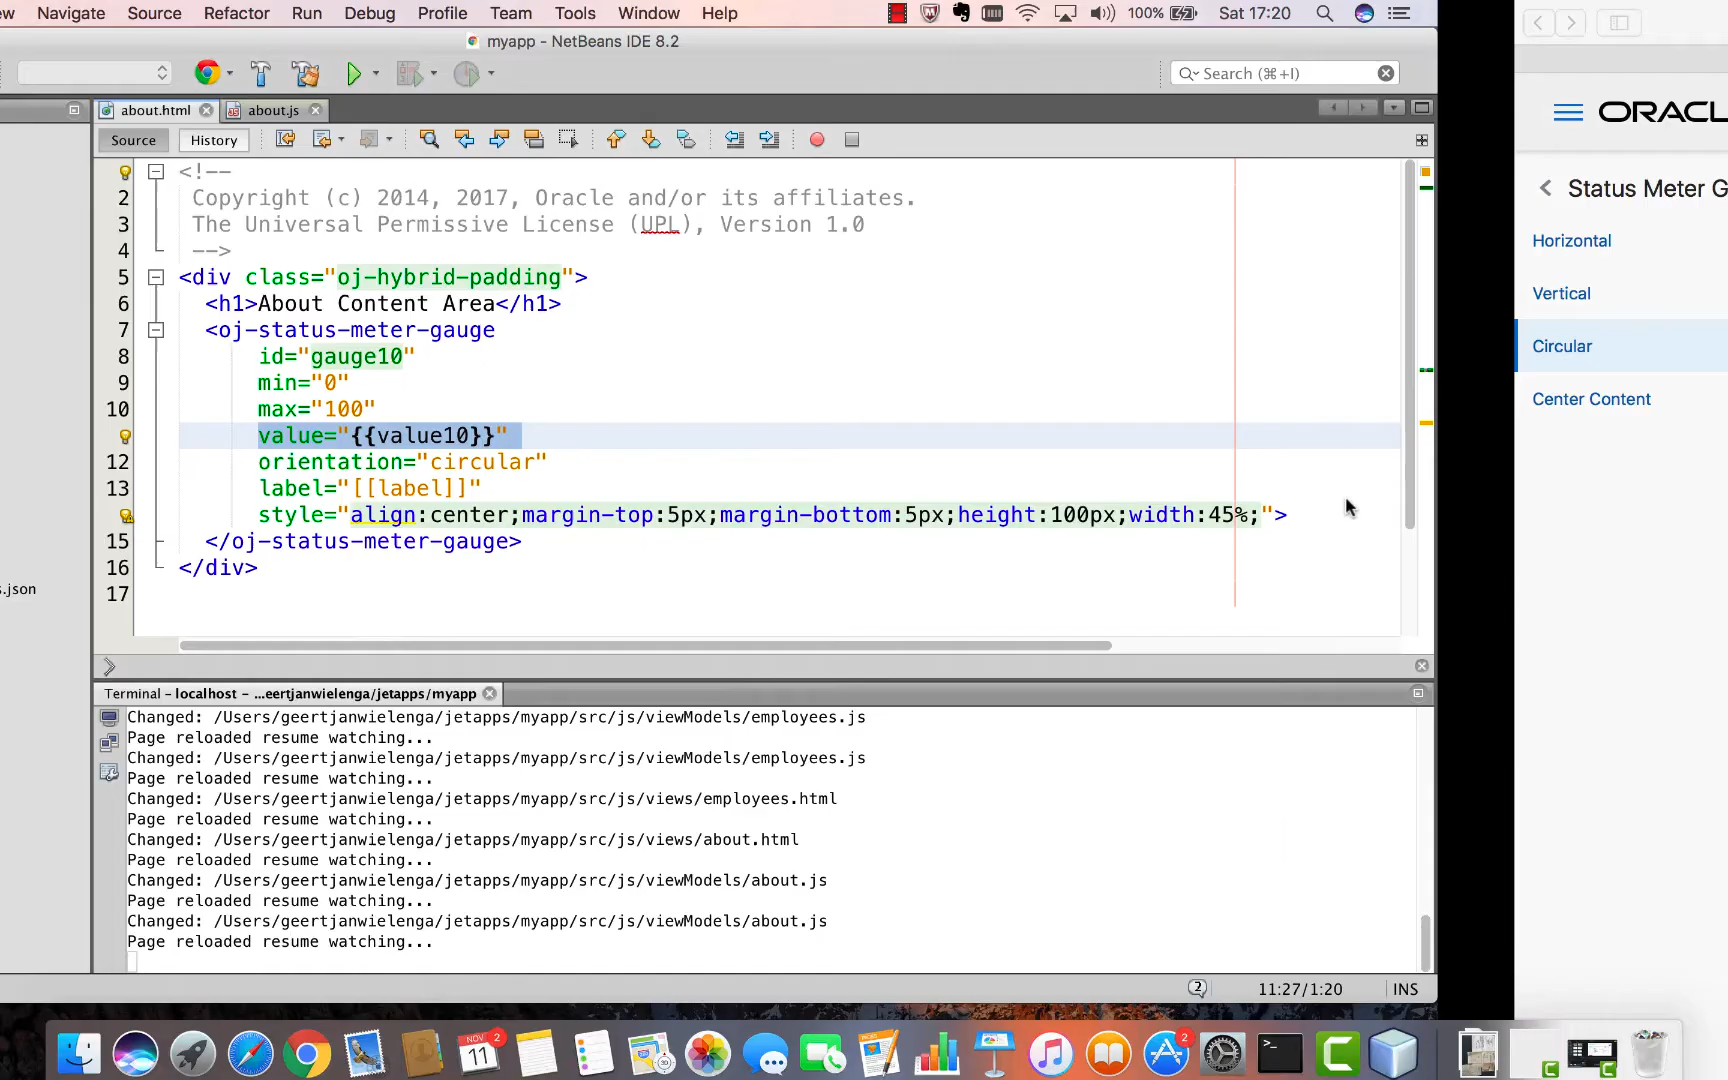 ew Navigate Source Refactor Run Debug Profile Team Tools Window Help 100% Sat 17:20
myapp - NetBeans IDE 8.2
Search (⌘+I)
about.html about.js
Source History
<!--
2 Copyright (c) 2014, 2017, Oracle and/or its affiliates.
3 The Universal Permissive License (UPL), Version 1.0
4 -->
5 <div class="oj-hybrid-padding">
6 <h1>About Content Area</h1>
7 <oj-status-meter-gauge
8 id="gauge10"
9 min="0"
10 max="100"
value="{{value10}}"
12 orientation="circular"
13 label="[[label]]"
style="align:center;margin-top:5px;margin-bottom:5px;height:100px;width:45%;">
15 </oj-status-meter-gauge>
16 </div>
17
s.json
Terminal - localhost - ...eertjanwielenga/jetapps/myapp
Changed: /Users/geertjanwielenga/jetapps/myapp/src/js/viewModels/employees.js
Page reloaded resume watching...
Changed: /Users/geertjanwielenga/jetapps/myapp/src/js/viewModels/employees.js
Page reloaded resume watching...
Changed: /Users/geertjanwielenga/jetapps/myapp/src/js/views/employees.html
Page reloaded resume watching...
Changed: /Users/geertjanwielenga/jetapps/myapp/src/js/views/about.html
Page reloaded resume watching...
Changed: /Users/geertjanwielenga/jetapps/myapp/src/js/viewModels/about.js
Page reloaded resume watching...
Changed: /Users/geertjanwielenga/jetapps/myapp/src/js/viewModels/about.js
Page reloaded resume watching...
2 11:27/1:20 INS
ORACL
Status Meter G
Horizontal
Vertical
Circular
Center Content
NOV
11
2
2